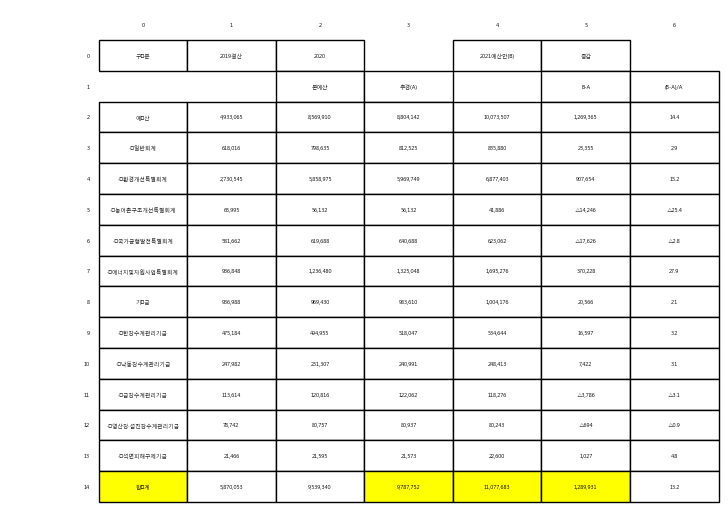 0 1 2 3 4 5 6
0 구□분 2019결산 2020 2021예산안(B) 증감
1 본예산 추경(A) B-A (B-A)/A
2 예□산 4,933,065 8,569,910 8,804,142 10,073,507 1,269,365 14.4
3 □일반회계 618,016 798,635 812,525 835,880 23,355 2.9
4 □환경개선특별회계 2,730,545 5,858,975 5,969,749 6,877,403 907,654 15.2
5 □농어촌구조개선특별회계 65,995 56,132 56,132 41,886 △14,246 △25.4
6 □국가균형발전특별회계 581,662 619,688 640,688 623,062 △17,626 △2.8
7 □에너지및자원사업특별회계 936,848 1,236,480 1,325,048 1,695,276 370,228 27.9
8 기□금 936,988 969,430 983,610 1,004,176 20,566 2.1
9 □한강수계관리기금 475,184 494,955 518,047 534,644 16,597 3.2
10 □낙동강수계관리기금 247,982 251,307 240,991 248,413 7,422 3.1
11 □금강수계관리기금 113,614 120,816 122,062 118,276 △3,786 △3.1
12 □영산강·섬진강수계관리기금 78,742 80,757 80,937 80,243 △694 △0.9
13 □석면피해구제기금 21,466 21,595 21,573 22,600 1,027 4.8
14 합□계 5,870,053 9,539,340 9,787,752 11,077,683 1,289,931 13.2